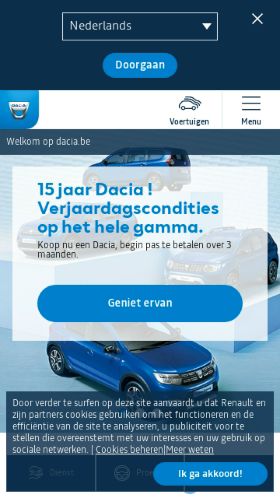 Nederlands
Doorgaan
DACIA
Voertuigen
Menu
Welkom op dacia.be
15 jaar Dacia !
Verjaardagscondities
op het hele gamma.
Koop nu een Dacia, begin pas te betalen over 3
maanden.
Geniet ervan
Door verder te surfen op deze site aanvaardt u dat Renault en
zijn partners cookies gebruiken om het functioneren en de
efficiëntie van de site te analyseren, u publiciteit voor te
stellen die overeenstemt met uw interesses en uw gebruik op
sociale netwerken. | Cookies beheren|Meer weten
Dienst
Ik ga akkoord!